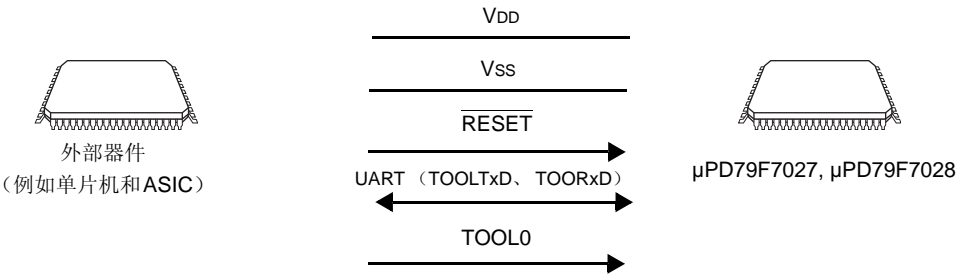 VDD
VSS
RESET
外部器件
（例如单片机和ASIC）
UART （TOOLTxD、 TOORxD）
μPD79F7027, μPD79F7028
TOOL0